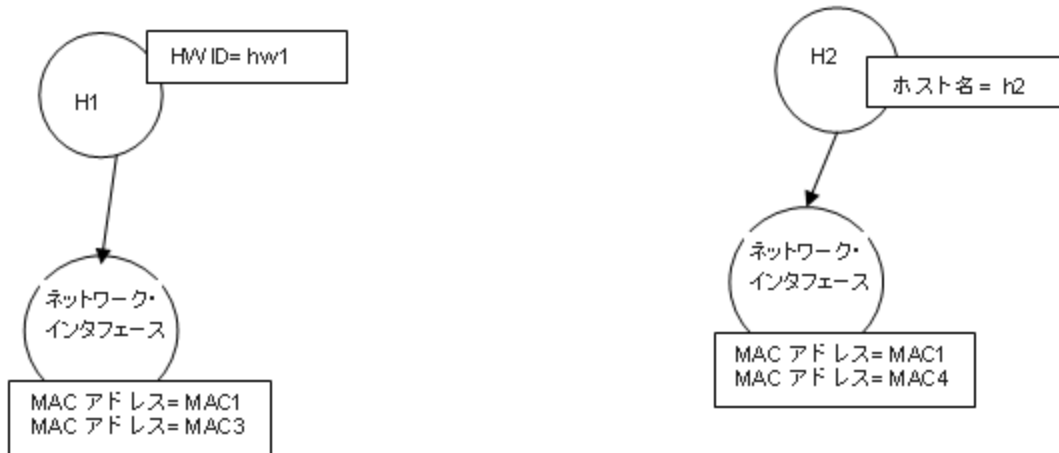 H1
HW ID= hw1
ネットワーク・
インタフェース
MAC アドレス= MAC1
MAC アドレス= MAC3
H2
ホスト名 = h2
ネットワーク・
インタフェース
MAC アドレス= MAC1
MAC アドレス= MAC4